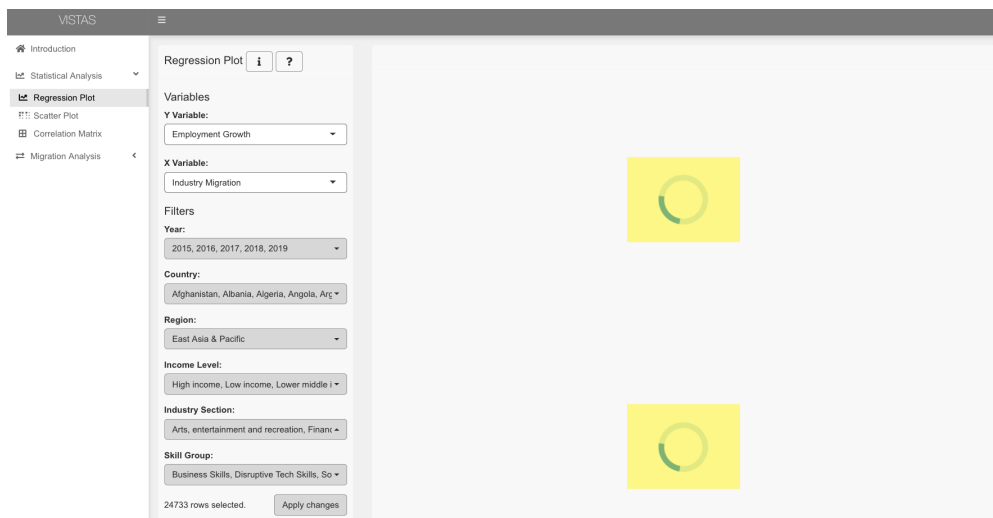 VISTAS
Introduction
Statistical Analysis
Regression Plot
Scatter Plot
Correlation Matrix
Migration Analysis
Regression Plot i ?
Variables
Y Variable:
Employment Growth
X Variable:
Industry Migration
Filters
Year:
2015, 2016, 2017, 2018, 2019
Country:
Afghanistan, Albania, Algeria, Angola, Arg
Region:
East Asia & Pacific
Income Level:
High income, Low income, Lower middle i
Industry Section:
Arts, entertainment and recreation, Financ
Skill Group:
Business Skills, Disruptive Tech Skills, So
24733 rows selected. Apply changes